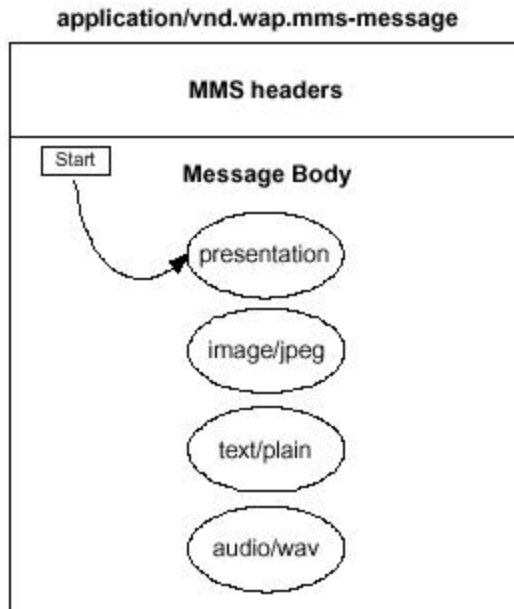 application/vnd.wap.mms-message
MMS headers
Start
Message Body
presentation
image/jpeg
text/plain
audio/wav